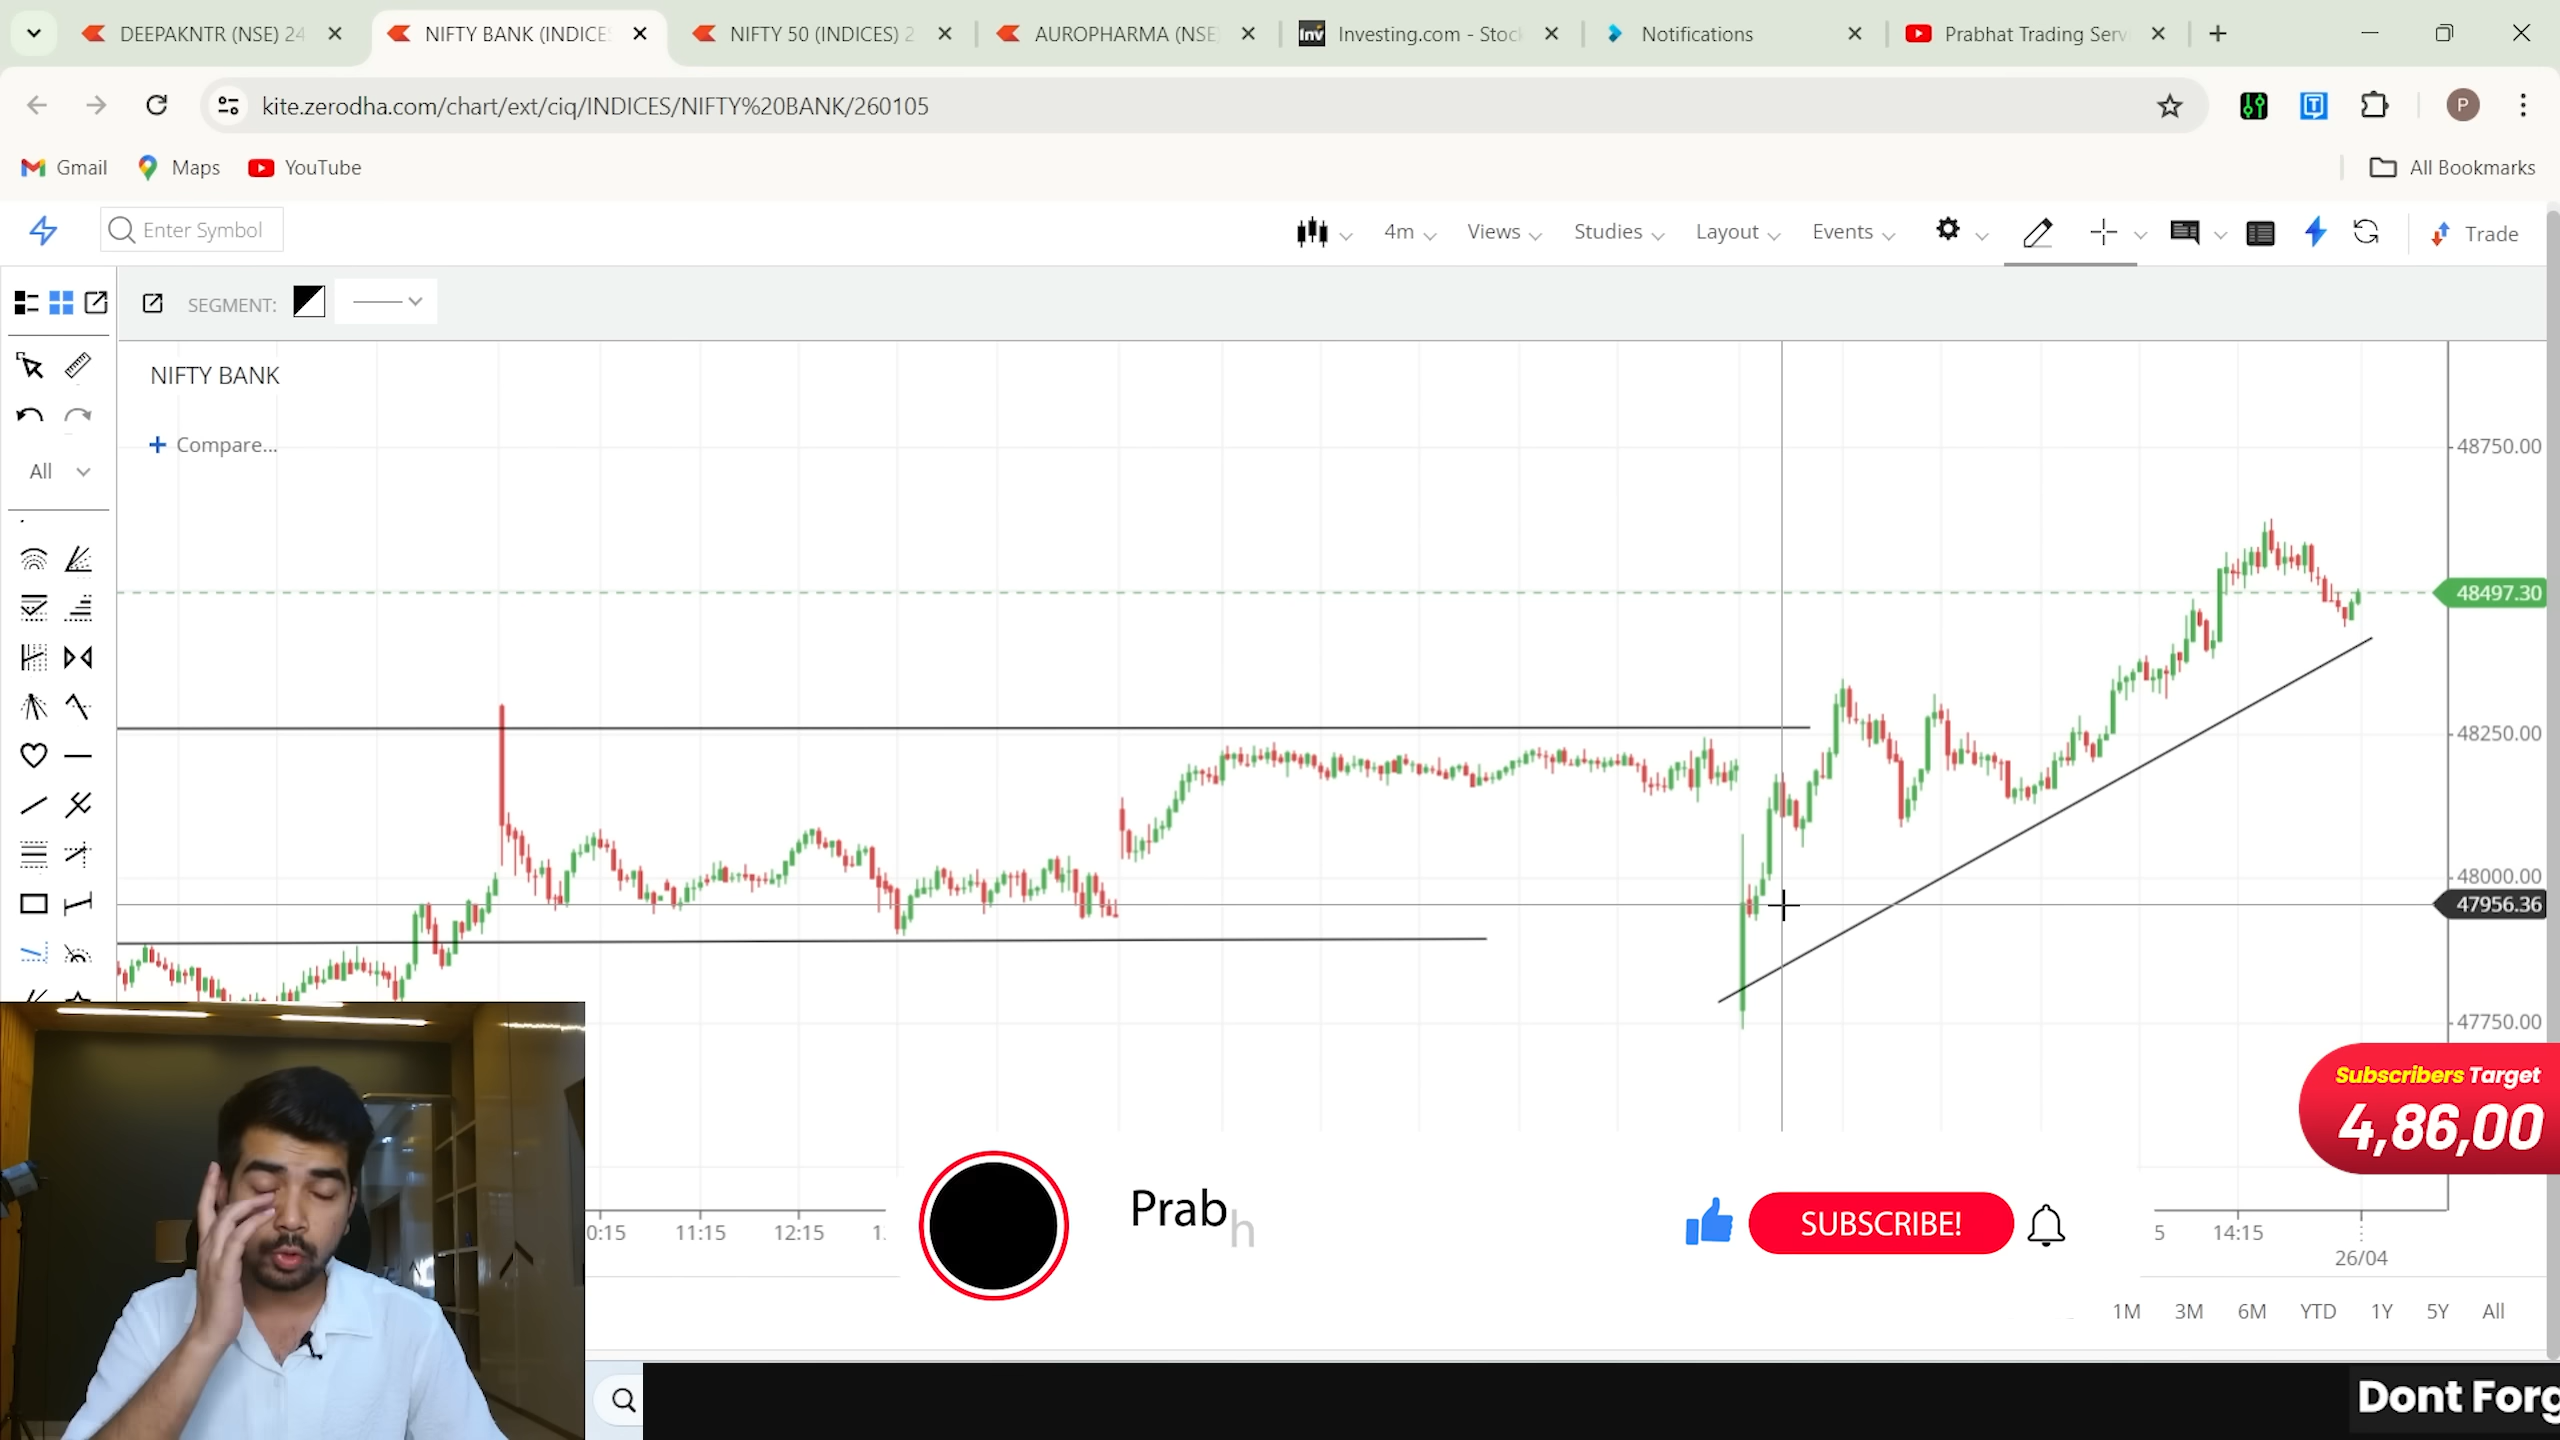 DEEPAKNTR (NSE) 24
NIFTY BANK (INDICES
NIFTY 50 (INDICES) 2
AUROPHARMA (NSE)
Investing.com - Stoc
Notifications
Prabhat Trading Serv
kite.zerodha.com/chart/ext/ciq/INDICES/NIFTY%20BANK/260105
P
Gmail
Maps
YouTube
All Bookmarks
Enter Symbol
4m
Views
Studies
Layout
Events
Trade
SEGMENT:
NIFTY BANK
Compare...
All
48750.00
48497.30
48250.00
48000.00
47956.36
47750.00
Subscribers Target
4,86,00
Prabh
SUBSCRIBE!
0:15
11:15
12:15
1:
5
14:15
26/04
1M
3M
6M
YTD
1Y
5Y
All
Dont Forg